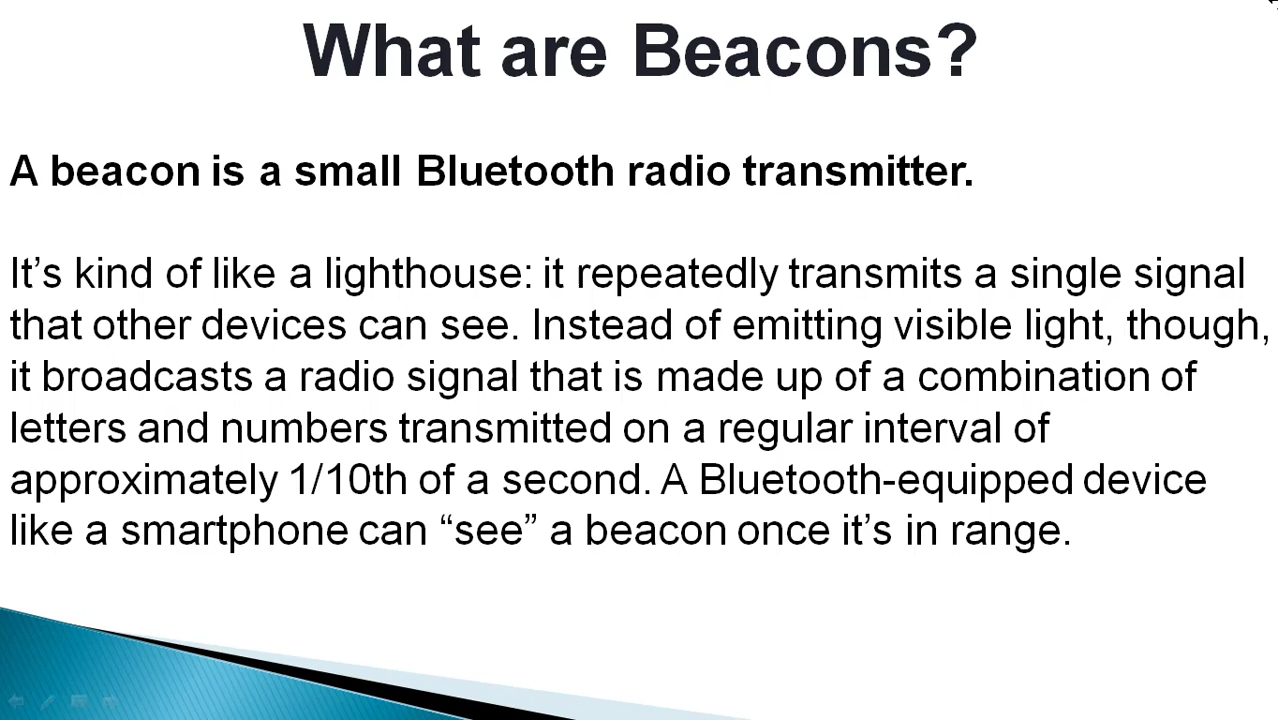 What are Beacons?
A beacon is a small Bluetooth radio transmitter.
It’s kind of like a lighthouse: it repeatedly transmits a single signal
that other devices can see. Instead of emitting visible light, though,
it broadcasts a radio signal that is made up of a combination of
letters and numbers transmitted on a regular interval of
approximately 1/10th of a second. A Bluetooth-equipped device
like a smartphone can “see” a beacon once it’s in range.